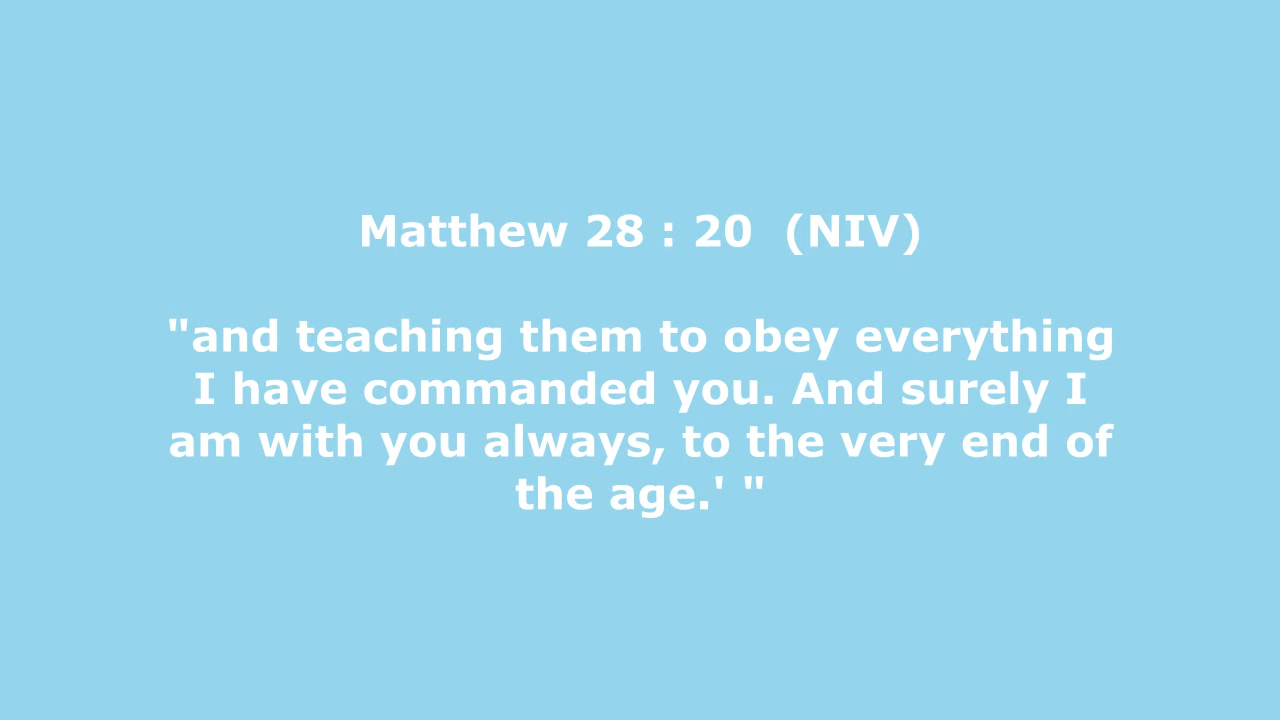 Matthew 28 : 20  (NIV)
"and teaching them to obey everything
I have commanded you. And surely I
am with you always, to the very end of
the age.' "